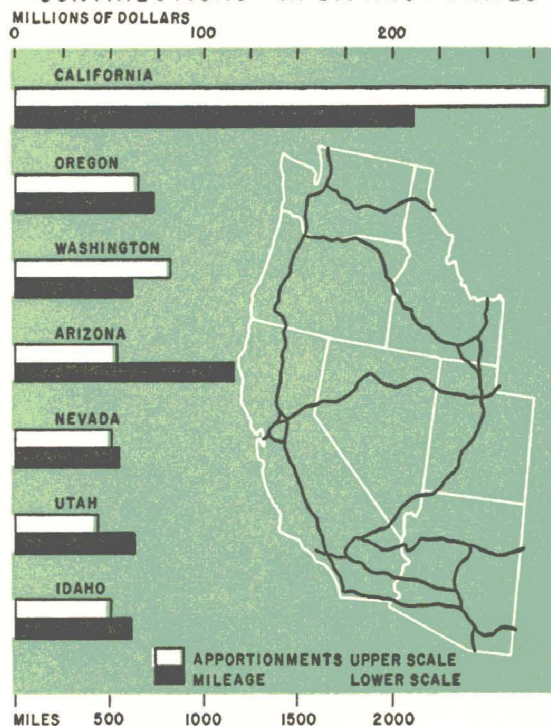 MILLIONS OF DOLLARS
0 100 200
CALIFORNIA
OREGON
WASHINGTON
ARIZONA
NEVADA
UTAH
IDAHO
APPORTIONMENTS UPPER SCALE
MILEAGE LOWER SCALE
MILES 500 1000 1500 2000